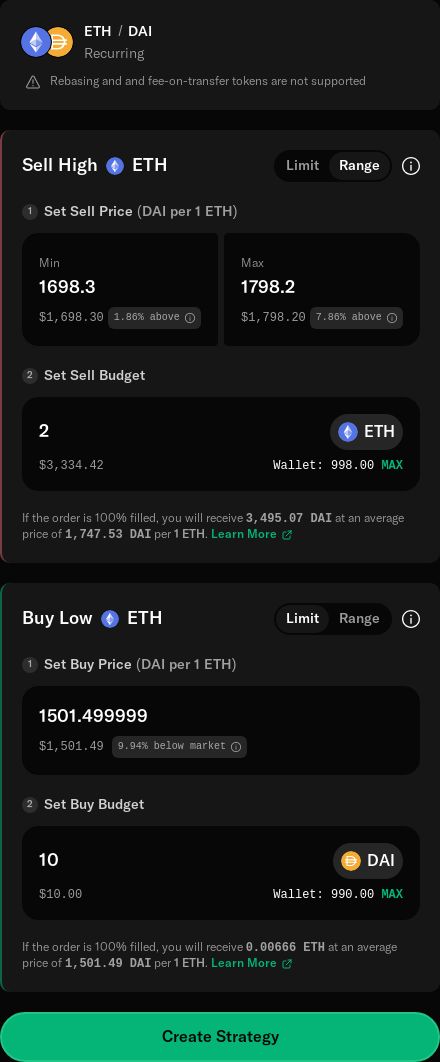 ETH / DAI
Recurring
Rebasing and and fee-on-transfer tokens are not supported
Sell High ETH Limit Range
1 Set Sell Price (DAI per 1 ETH)
Min Max
1698.3 1798.2
$1,698.30 1.86% above $1,798.20 7.86% above
2 Set Sell Budget
2 ETH
$3,334.42 Wallet: 998.00 MAX
If the order is 100% filled, you will receive 3,495.07 DAI at an average
price of 1,747.53 DAI per 1 ETH. Learn More
Buy Low ETH Limit Range
1 Set Buy Price (DAI per 1 ETH)
1501.499999
$1,501.49 9.94% below market
2 Set Buy Budget
10 DAI
$10.00 Wallet: 990.00 MAX
If the order is 100% filled, you will receive 0.00666 ETH at an average
price of 1,501.49 DAI per 1 ETH. Learn More
Create Strategy